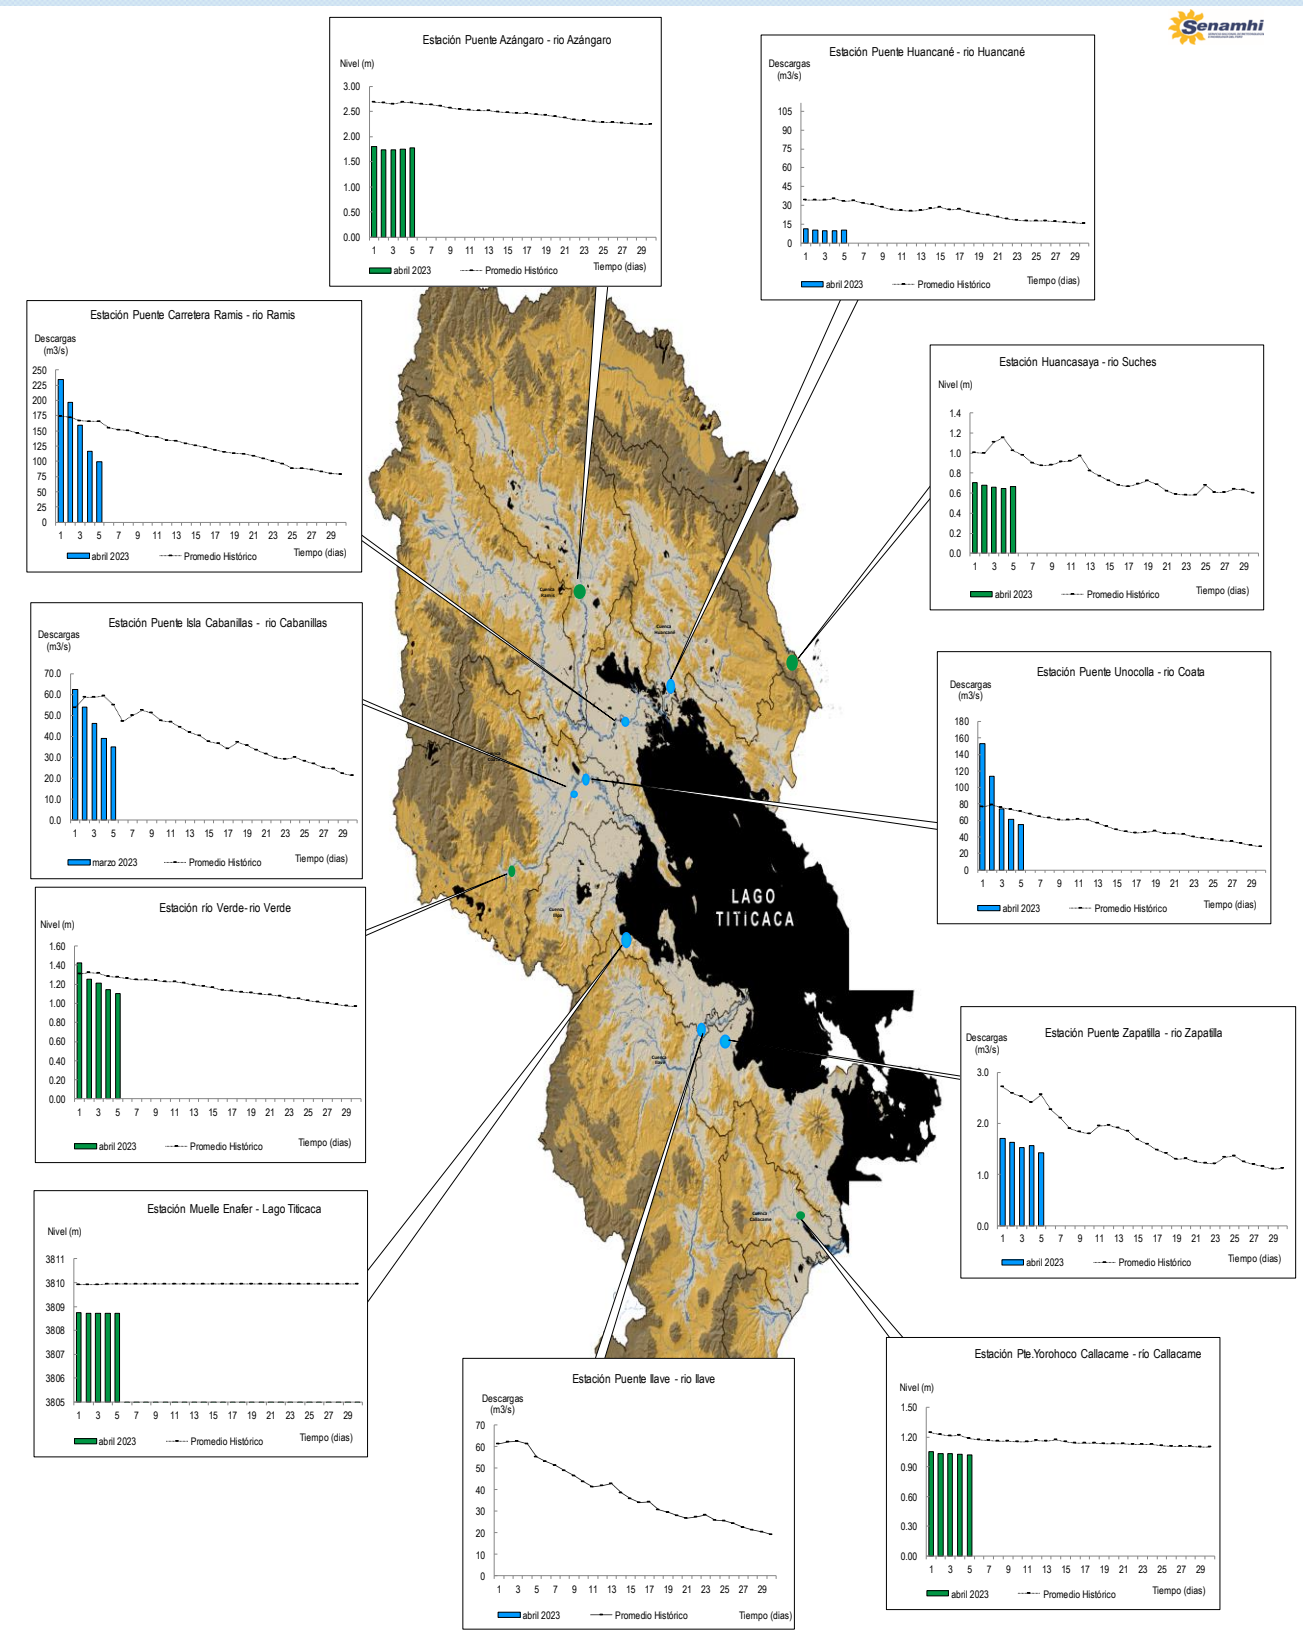 Senamhi
Estación Puente Azángaro - rio Azángaro
Nivel (m)
3.00
2.50
2.00
1.50
1.00
0.50
0.00
1 3 5 7 9 11 13 15 17 19 21 23 25 27 29
abril 2023 Promedio Histórico Tiempo (dias)
Estación Puente Huancané - rio Huancané
Descargas
(m3/s)
105
90
75
60
45
30
15
0
1 3 5 7 9 11 13 15 17 19 21 23 25 27 29
abril 2023 Promedio Histórico Tiempo (dias)
Estación Puente Carretera Ramis - rio Ramis
Descargas
(m3/s)
250
225
200
175
150
125
100
75
50
25
0
1 3 5 7 9 11 13 15 17 19 21 23 25 27 29
abril 2023 Promedio Histórico Tiempo (dias)
Estación Huancasaya - rio Suches
Nivel (m)
1.4
1.2
1.0
0.8
0.6
0.4
0.2
0.0
1 3 5 7 9 11 13 15 17 19 21 23 25 27 29
abril 2023 Promedio Histórico Tiempo (dias)
Estación Puente Isla Cabanillas - rio Cabanillas
Descargas
(m3/s)
70.0
60.0
50.0
40.0
30.0
20.0
10.0
0.0
1 3 5 7 9 11 13 15 17 19 21 23 25 27 29
marzo 2023 Promedio Histórico Tiempo (dias)
Estación Puente Unocolla - rio Coata
Descargas
(m3/s)
180
160
140
120
100
80
60
40
20
0
1 3 5 7 9 11 13 15 17 19 21 23 25 27 29
abril 2023 Promedio Histórico Tiempo (dias)
Cuenca
Huancané
LAGO
TITICACA
Estación río Verde- rio Verde
Nivel (m)
1.60
1.40
1.20
1.00
0.80
0.60
0.40
0.20
0.00
1 3 5 7 9 11 13 15 17 19 21 23 25 27 29
abril 2023 Promedio Histórico Tiempo (dias)
Estación Puente Zapatilla - rio Zapatilla
Descargas
(m3/s)
3.0
2.0
1.0
0.0
1 3 5 7 9 11 13 15 17 19 21 23 25 27 29
abril 2023 Promedio Histórico Tiempo (dias)
Cuenca
Callacame
Estación Muelle Enafer - Lago Titicaca
Nivel (m)
3811
3810
3809
3808
3807
3806
3805
1 3 5 7 9 11 13 15 17 19 21 23 25 27 29
abril 2023 Promedio Histórico Tiempo (dias)
Estación Puente Ilave - rio Ilave
Descargas
(m3/s)
70
60
50
40
30
20
10
0
1 3 5 7 9 11 13 15 17 19 21 23 25 27 29
abril 2023 Promedio Histórico Tiempo (dias)
Estación Pte.Yorohoco Callacame - río Callacame
Nivel (m)
1.50
1.20
0.90
0.60
0.30
0.00
1 3 5 7 9 11 13 15 17 19 21 23 25 27 29
abril 2023 Promedio Histórico Tiempo (dias)